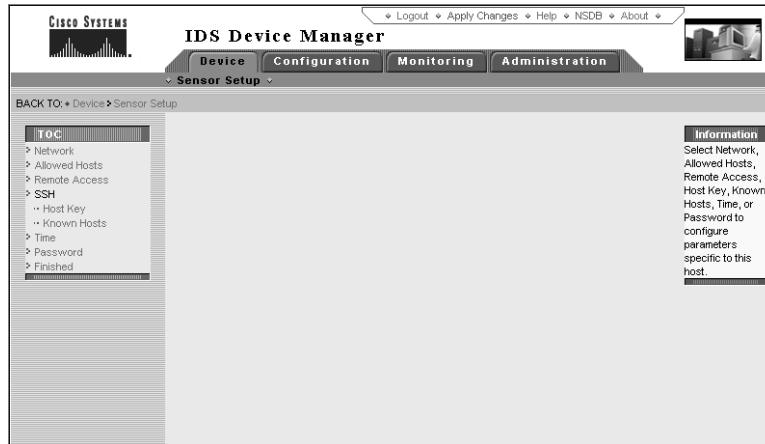 CISCO SYSTEMS
Logout Apply Changes Help NSDB About
IDS Device Manager
Device Configuration Monitoring Administration
Sensor Setup
BACK TO: Device Sensor Setup
TOC
Network
Allowed Hosts
Remote Access
SSH
Host Key
Known Hosts
Time
Password
Finished
Information
Select Network,
Allowed Hosts,
Remote Access,
Host Key, Known
Hosts, Time, or
Password to
configure
parameters
specific to this
host.